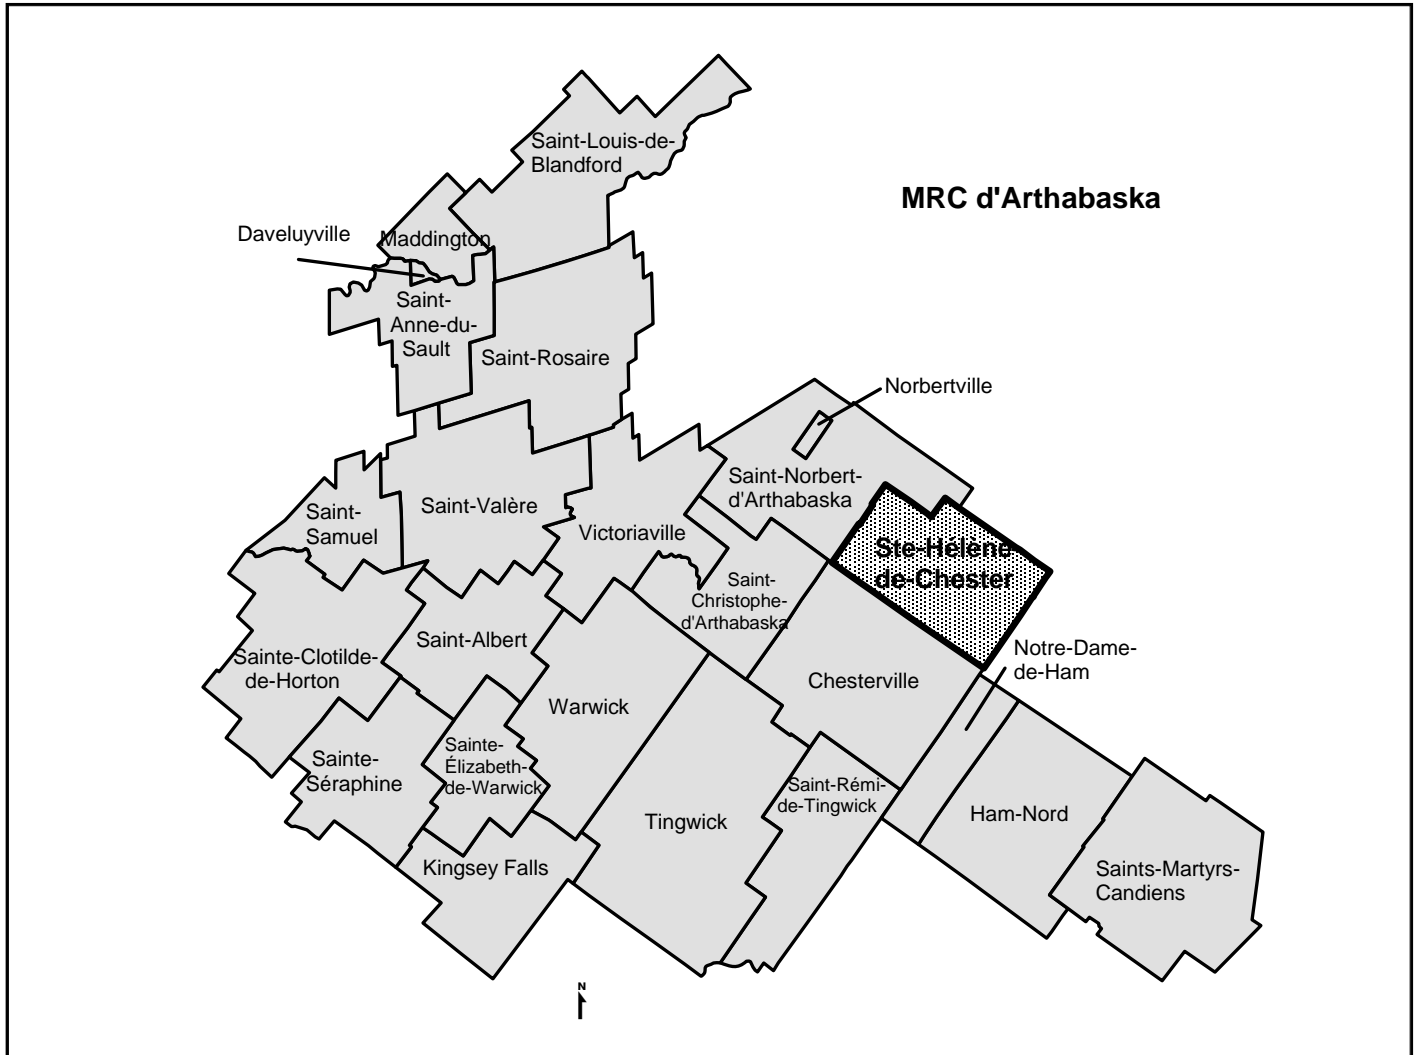 Saint-Louis-de-
Blandford
MRC d'Arthabaska
Daveluyville
Maddington
Saint-
Anne-du-
Sault
Saint-Rosaire
Norbertville
Saint-Norbert-
d'Arthabaska
Saint-
Samuel
Saint-Valère
Victoriaville
Ste-Hélène-
de-Chester
Saint-
Christophe-
d'Arthabaska
Saint-Albert
Notre-Dame-
de-Ham
Sainte-Clotilde-
de-Horton
Chesterville
Warwick
Sainte-
Séraphine
Sainte-
Élizabeth-
de-Warwick
Saint-Rémi-
de-Tingwick
Tingwick
Ham-Nord
Kingsey Falls
Saints-Martyrs-
Candiens
N